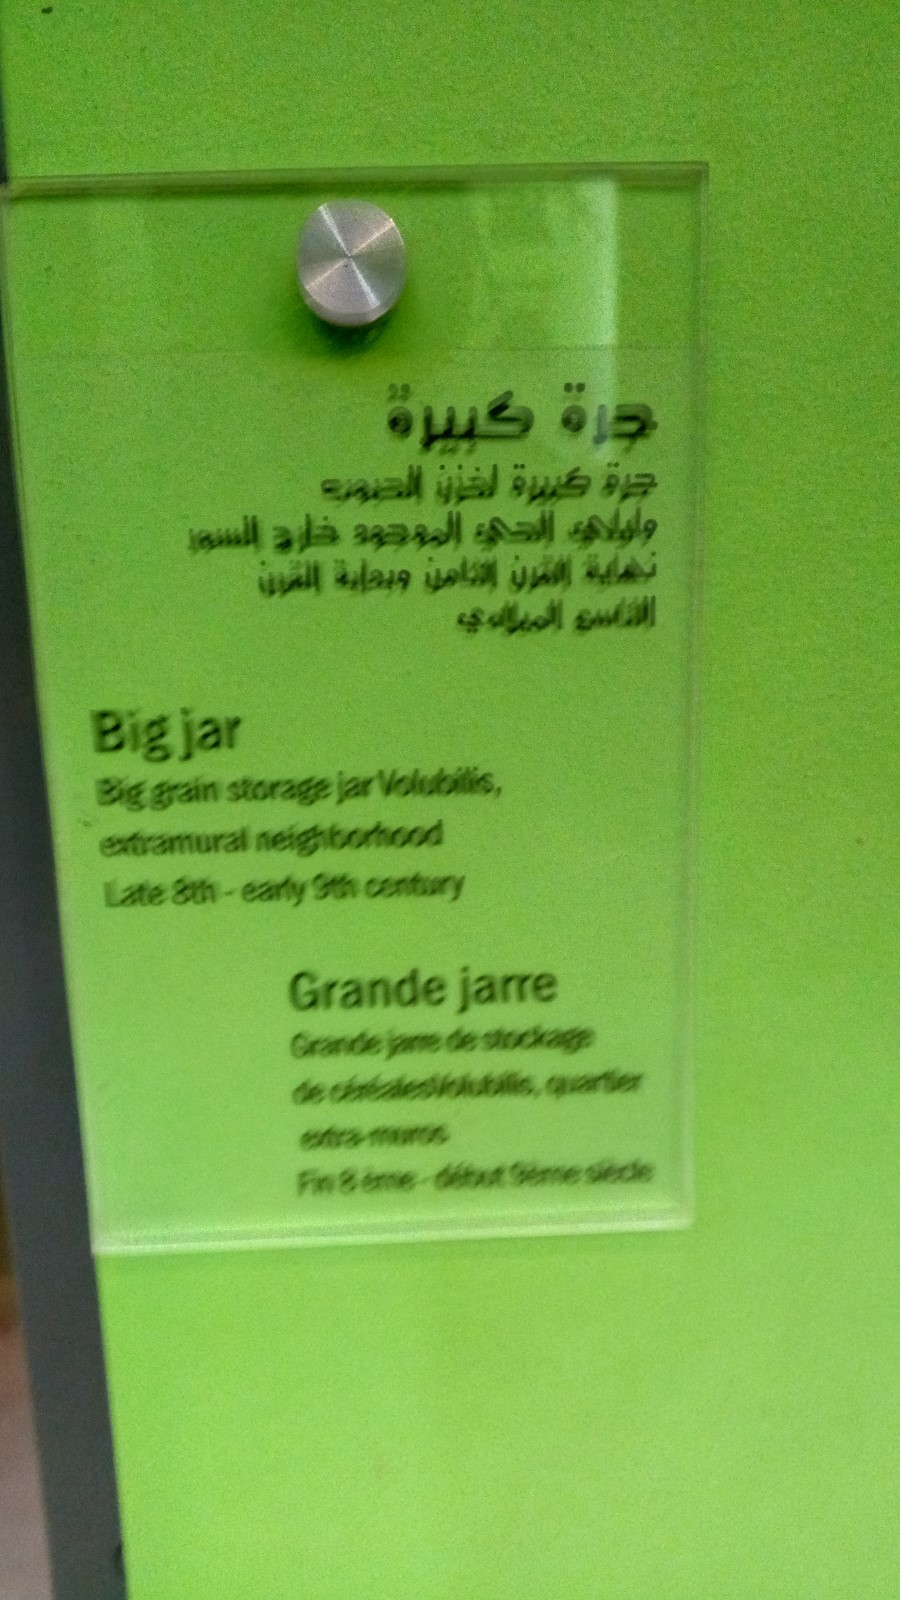 جرة كبيرة
جرة كبيرة لخزن الحبوب
وليلي الحي الموجود خارج السور
نهاية القرن الثامن وبداية القرن
التاسع الميلادي
Big jar
Big grain storage jar Volubilis,
extramural neighborhood
Late 8th - early 9th century
Grande jarre
Grande jarre de stockage
de céréalesVolubilis, quartier
extra-muros
Fin 8 ème - début 9ème siècle